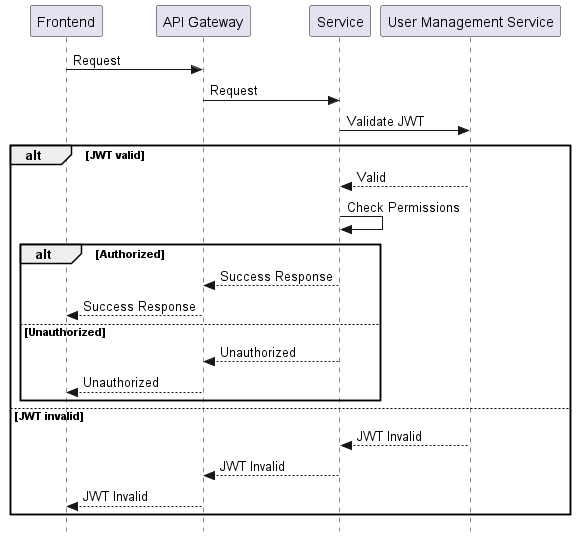 Frontend API Gateway Service User Management Service
Request
Request
Validate JWT
alt [JWT valid]
Valid
Check Permissions
alt [Authorized]
Success Response
Success Response
[Unauthorized]
Unauthorized
Unauthorized
[JWT invalid]
JWT Invalid
JWT Invalid
JWT Invalid